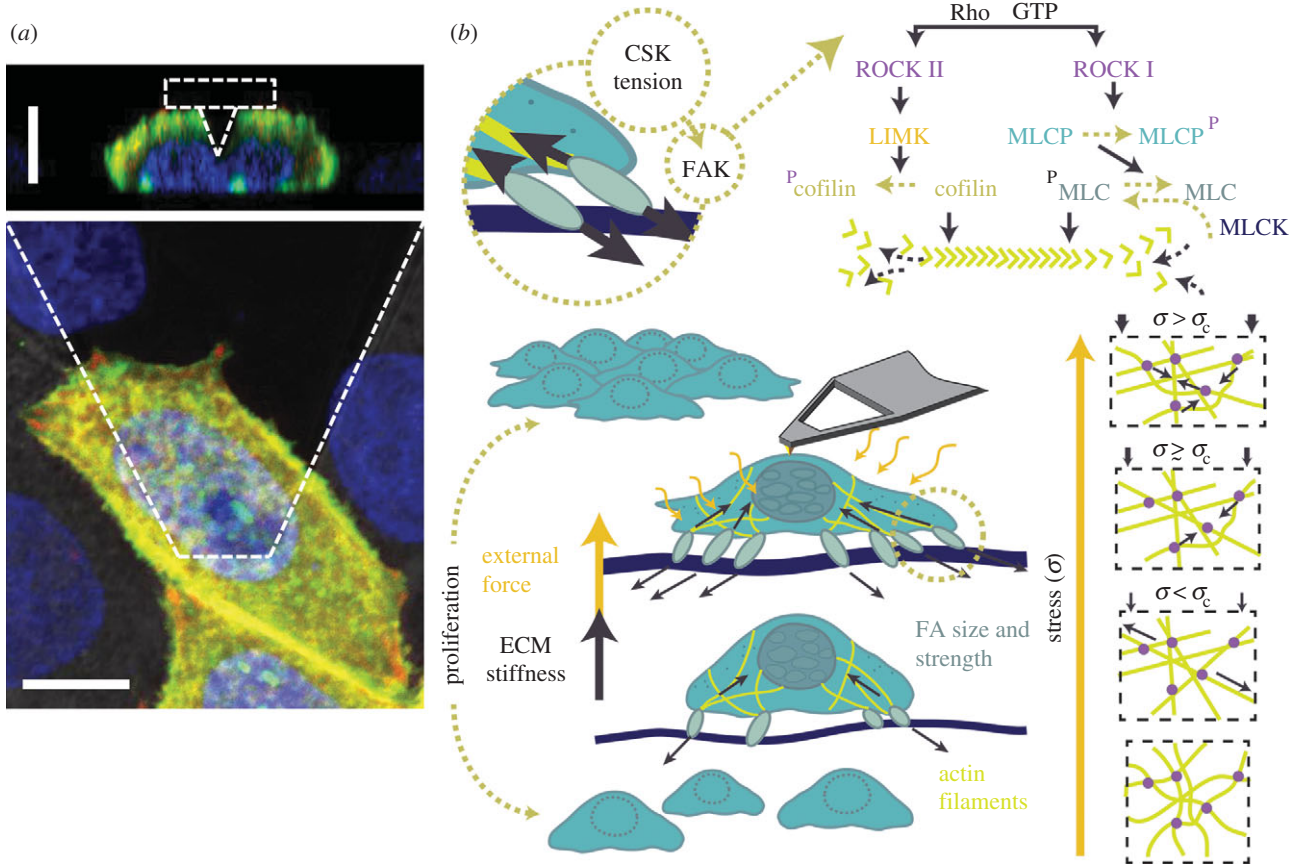 (a)
(b)
CSK
tension
FAK
Rho GTP
ROCK II ROCK I
LIMK MLCP MLCP P
P cofilin cofilin P MLC MLC
MLCK
σ > σc
σ ≳ σc
σ < σc
stress (σ)
proliferation
external
force
ECM
stiffness
FA size and
strength
actin
filaments